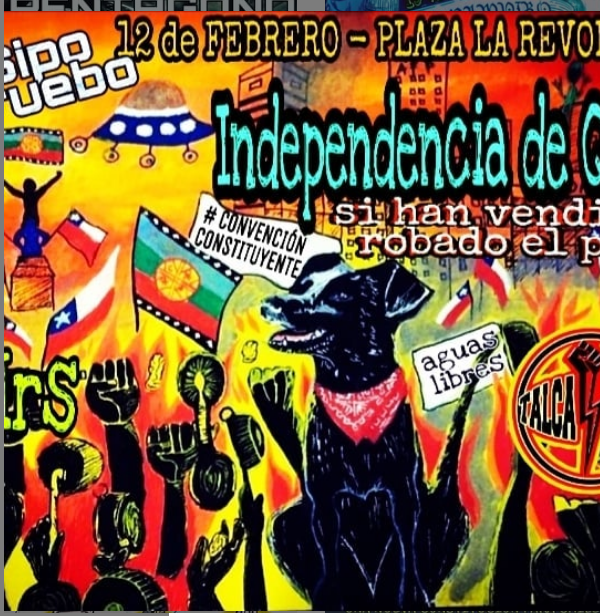 12 de FEBRERO - PLAZA LA REVO
Independencia de C
si han vendi
robado el p
# CONVENCIÓN
CONSTITUYENTE
aguas
libres
TALCA